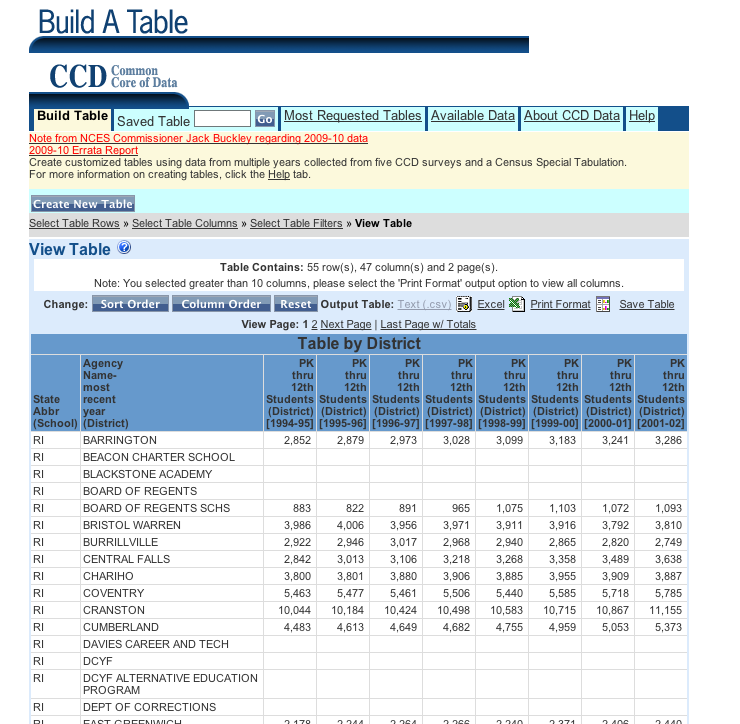 Build A Table
CCD Common
Core of Data
Build Table Saved Table Go Most Requested Tables Available Data About CCD Data Help
Note from NCES Commissioner Jack Buckley regarding 2009-10 data
2009-10 Errata Report
Create customized tables using data from multiple years collected from five CCD surveys and a Census Special Tabulation.
For more information on creating tables, click the Help tab.
Create New Table
Select Table Rows » Select Table Columns » Select Table Filters » View Table
View Table ?
Table Contains: 55 row(s), 47 column(s) and 2 page(s).
Note: You selected greater than 10 columns, please select the 'Print Format' output option to view all columns.
Change: Sort Order Column Order Reset Output Table: Text (.csv) Excel Print Format Save Table
View Page: 1 2 Next Page | Last Page w/ Totals
Table by District
Agency PK PK PK PK PK PK PK PK
Name- thru thru thru thru thru thru thru thru
most 12th 12th 12th 12th 12th 12th 12th 12th
State recent Students Students Students Students Students Students Students Students
Abbr year (District) (District) (District) (District) (District) (District) (District) (District)
(School) (District) [1994-95] [1995-96] [1996-97] [1997-98] [1998-99] [1999-00] [2000-01] [2001-02]
RI BARRINGTON 2,852 2,879 2,973 3,028 3,099 3,183 3,241 3,286
RI BEACON CHARTER SCHOOL
RI BLACKSTONE ACADEMY
RI BOARD OF REGENTS
RI BOARD OF REGENTS SCHS 883 822 891 965 1,075 1,103 1,072 1,093
RI BRISTOL WARREN 3,986 4,006 3,956 3,971 3,911 3,916 3,792 3,810
RI BURRILLVILLE 2,922 2,946 3,017 2,968 2,940 2,865 2,820 2,749
RI CENTRAL FALLS 2,842 3,013 3,106 3,218 3,268 3,358 3,489 3,638
RI CHARIHO 3,800 3,801 3,880 3,906 3,885 3,955 3,909 3,887
RI COVENTRY 5,463 5,477 5,461 5,506 5,440 5,585 5,718 5,785
RI CRANSTON 10,044 10,184 10,424 10,498 10,583 10,715 10,867 11,155
RI CUMBERLAND 4,483 4,613 4,649 4,682 4,755 4,959 5,053 5,373
RI DAVIES CAREER AND TECH
RI DCYF
RI DCYF ALTERNATIVE EDUCATION
PROGRAM
RI DEPT OF CORRECTIONS
RI EAST GREENWICH